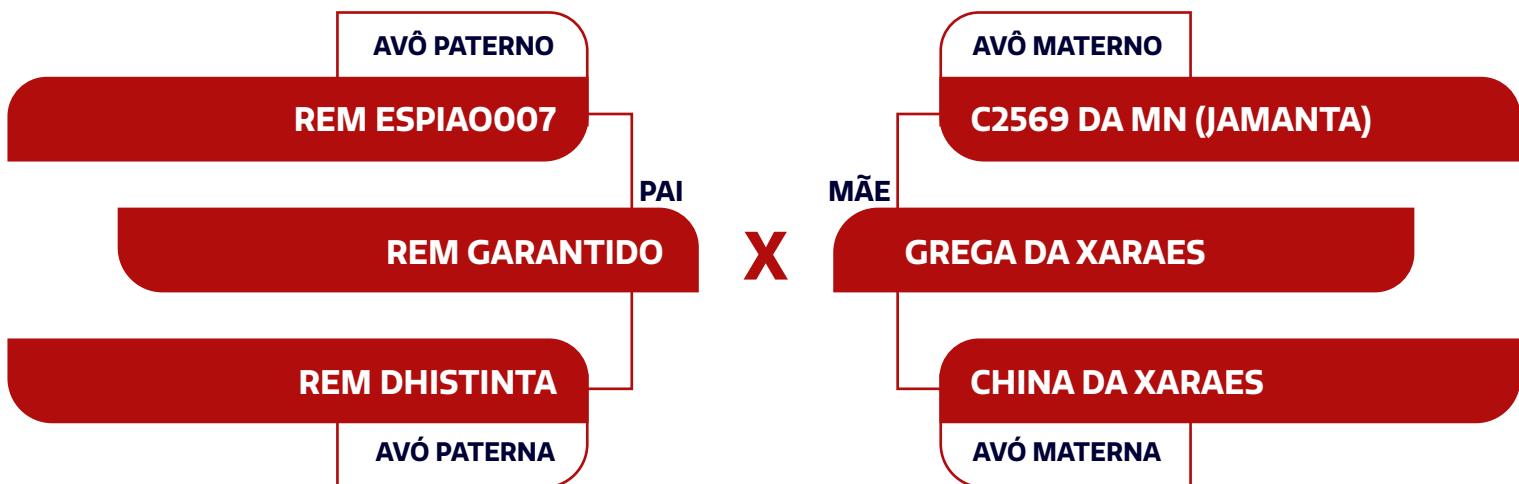 AVÔ PATERNO
REM ESPIAO007
PAI
REM GARANTIDO
REM DHISTINTA
AVÓ PATERNA
X
AVÔ MATERNO
C2569 DA MN (JAMANTA)
MÃE
GREGA DA XARAES
CHINA DA XARAES
AVÓ MATERNA